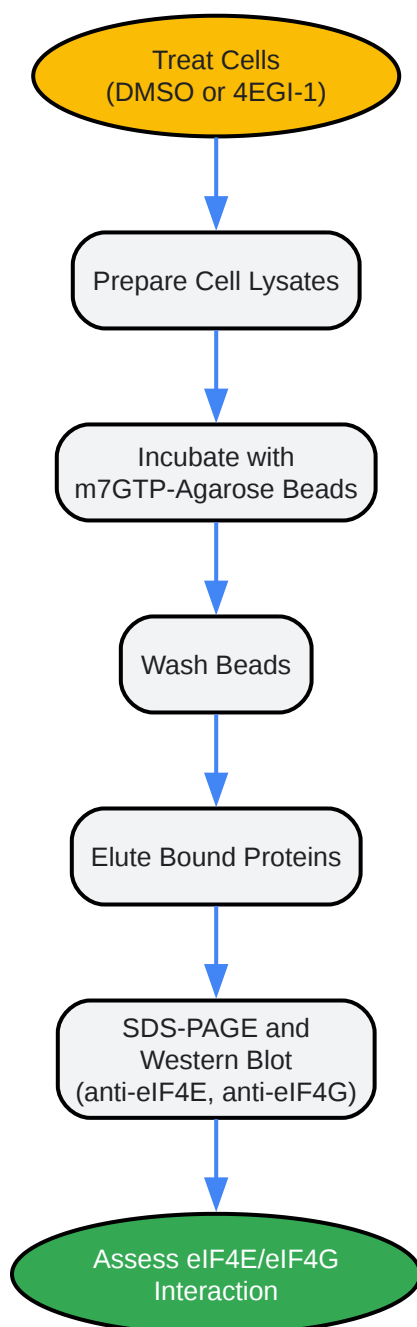 Treat Cells
(DMSO or 4EGI-1)
Prepare Cell Lysates
Incubate with
m7GTP-Agarose Beads
Wash Beads
Elute Bound Proteins
SDS-PAGE and
Western Blot
(anti-eIF4E, anti-eIF4G)
Assess eIF4E/eIF4G
Interaction